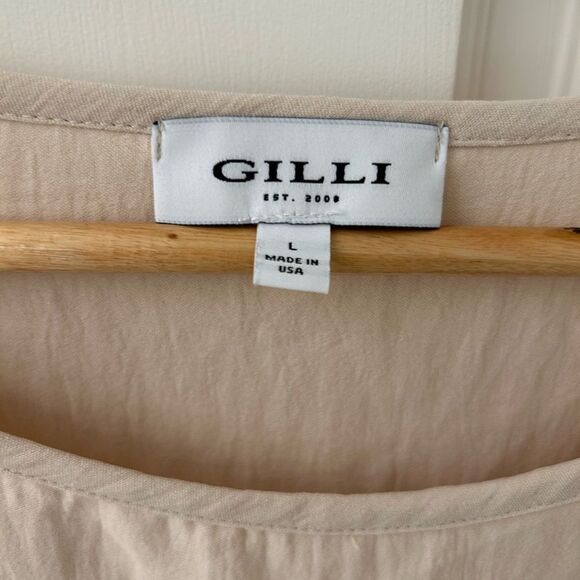 GILLI
EST. 2008
L
MADE IN
USA